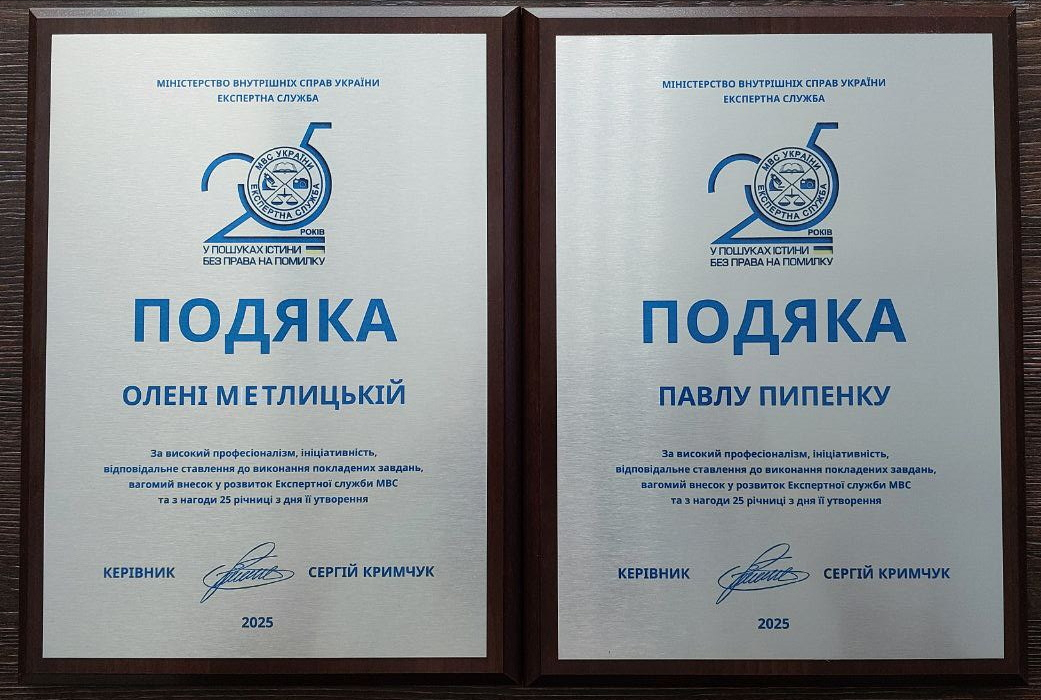 МІНІСТЕРСТВО ВНУТРІШНІХ СПРАВ УКРАЇНИ
ЕКСПЕРТНА СЛУЖБА
25
МВС УКРАЇНИ
ЕКСПЕРТНА СЛУЖБА
РОКІВ
У ПОШУКАХ ІСТИНИ
БЕЗ ПРАВА НА ПОМИЛКУ
ПОДЯКА
ОЛЕНІ МЕТЛИЦЬКІЙ
За високий професіоналізм, ініціативність,
відповідальне ставлення до виконання покладених завдань,
вагомий внесок у розвиток Експертної служби МВС
та з нагоди 25 річниці з дня її утворення
КЕРІВНИК СЕРГІЙ КРИМЧУК
2025
МІНІСТЕРСТВО ВНУТРІШНІХ СПРАВ УКРАЇНИ
ЕКСПЕРТНА СЛУЖБА
25
МВС УКРАЇНИ
ЕКСПЕРТНА СЛУЖБА
РОКІВ
У ПОШУКАХ ІСТИНИ
БЕЗ ПРАВА НА ПОМИЛКУ
ПОДЯКА
ПАВЛУ ПИПЕНКУ
За високий професіоналізм, ініціативність,
відповідальне ставлення до виконання покладених завдань,
вагомий внесок у розвиток Експертної служби МВС
та з нагоди 25 річниці з дня її утворення
КЕРІВНИК СЕРГІЙ КРИМЧУК
2025